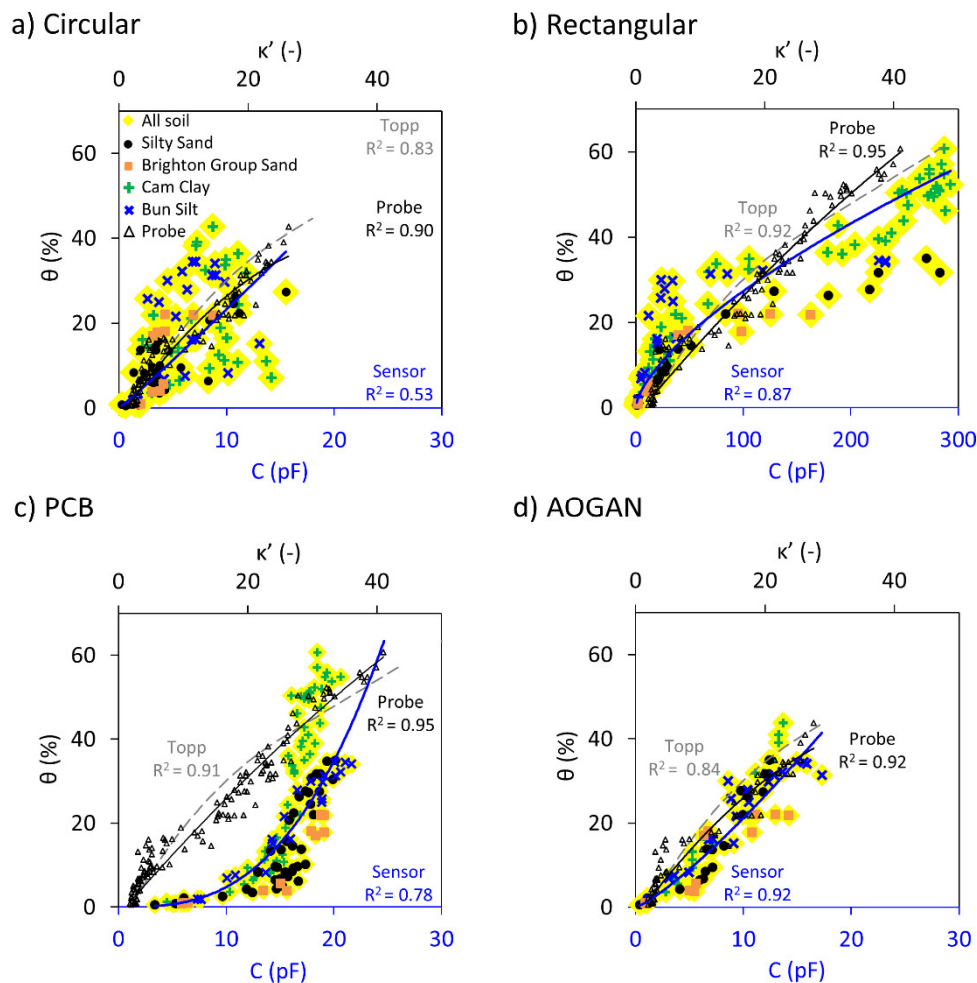 a) Circular
κ' (-)
0 20 40
60
40
20
0
θ (%)
All soil
Silty Sand
Brighton Group Sand
Cam Clay
Bun Silt
Probe
Topp
R² = 0.83
Probe
R² = 0.90
Sensor
R² = 0.53
0 10 20 30
C (pF)
b) Rectangular
κ' (-)
0 20 40
60
40
20
0
θ (%)
Probe
R² = 0.95
Topp
R² = 0.92
Sensor
R² = 0.87
0 100 200 300
C (pF)
c) PCB
κ' (-)
0 10 20 30 40 50
60
40
20
0
θ (%)
Topp
R² = 0.91
Probe
R² = 0.95
Sensor
R² = 0.78
0 10 20 30
C (pF)
d) AOGAN
κ' (-)
0 20 40
60
40
20
0
θ (%)
Topp
R² = 0.84
Probe
R² = 0.92
Sensor
R² = 0.92
0 10 20 30
C (pF)